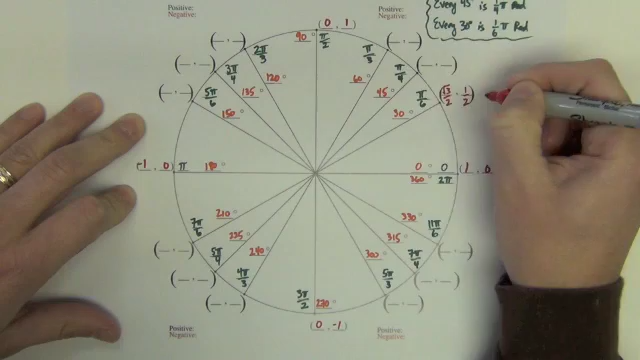 Positive:
Negative:
Positive:
Negative:
Every 45° is 1/4 π Rad
Every 30° is 1/6 π Rad
(0, 1)
90° π/2
2π/3 π/3
3π/4 120° 60° π/4
5π/6 135° 45° π/6 (√3/2, 1/2)
150° 30°
(-1, 0) π 180° 0° 0 (1, 0
360° 2π
7π/6 210° 330° 11π/6
5π/4 235° 315° 7π/4
4π/3 240° 300° 5π/3
3π/2 270°
(0, -1)
Positive:
Negative:
Positive:
Negative: